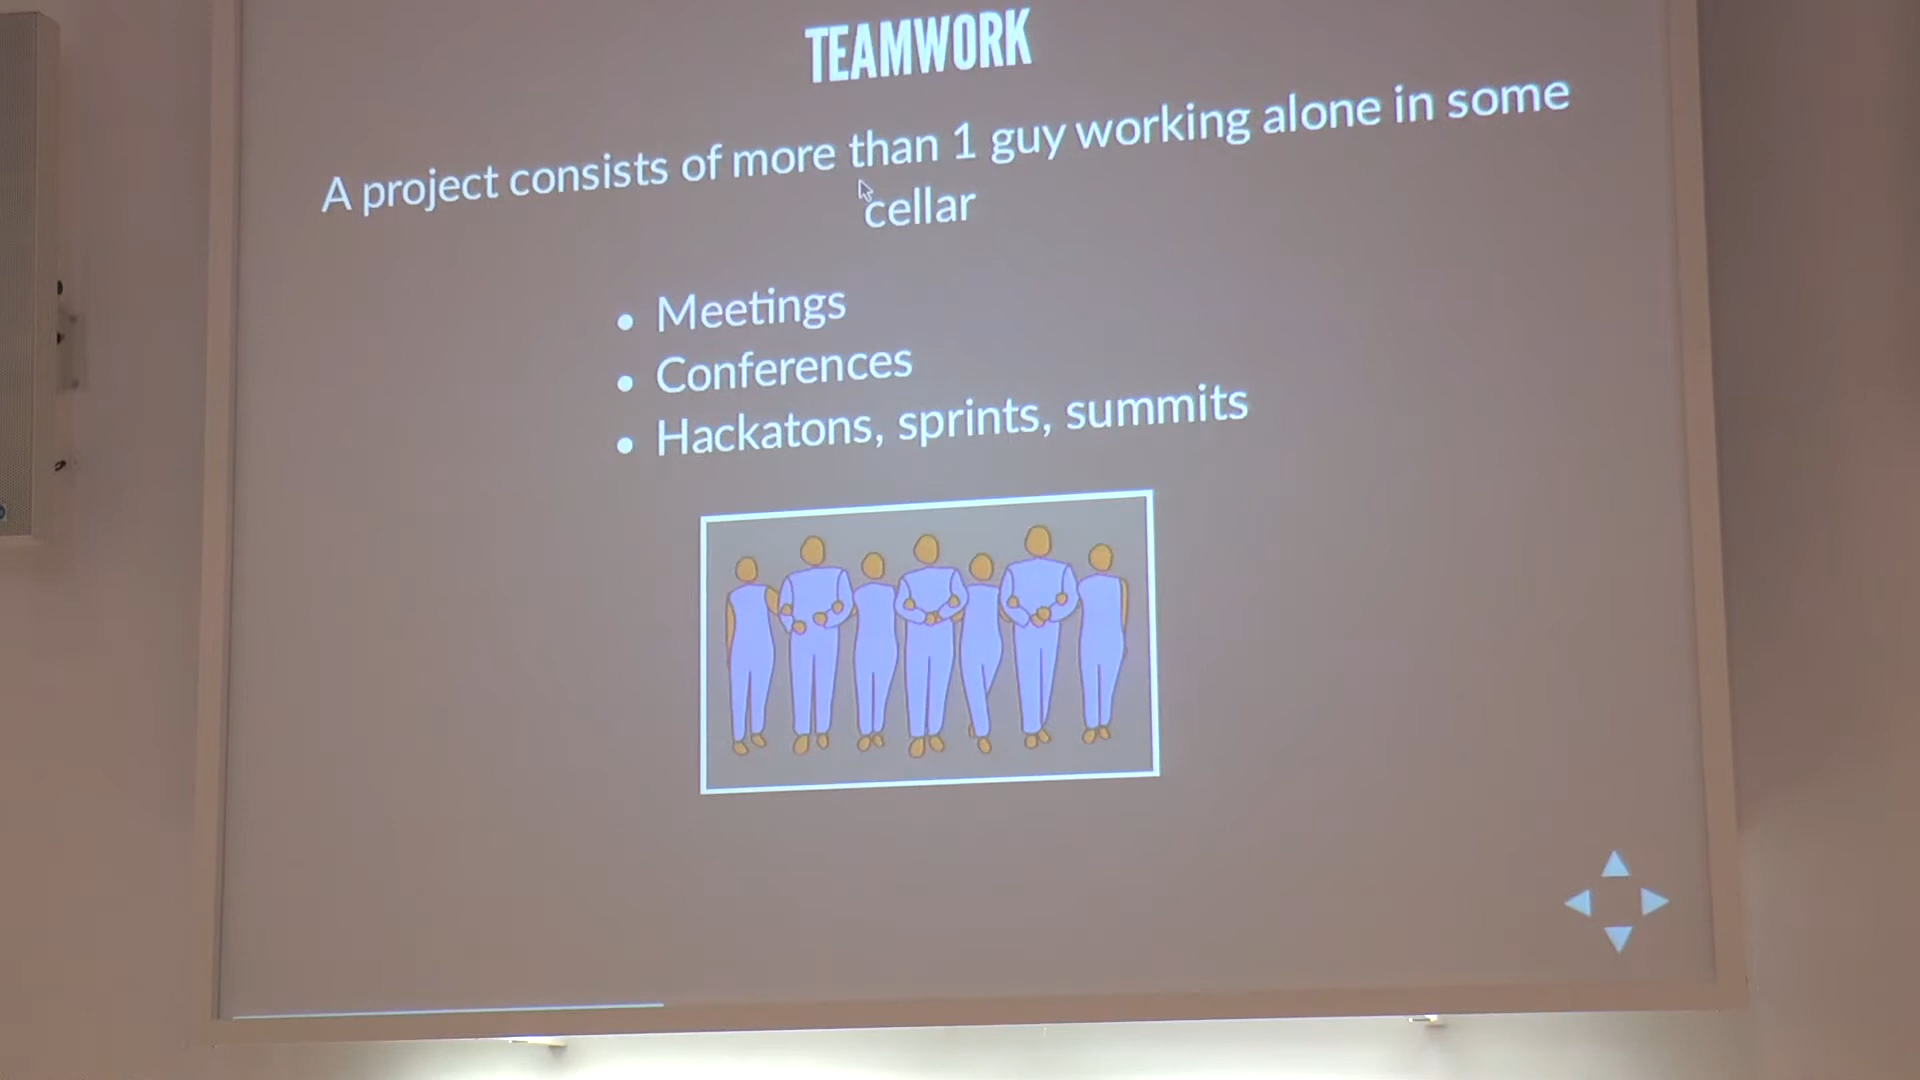 TEAMWORK
A project consists of more than 1 guy working alone in some
cellar
Meetings
Conferences
Hackatons, sprints, summits